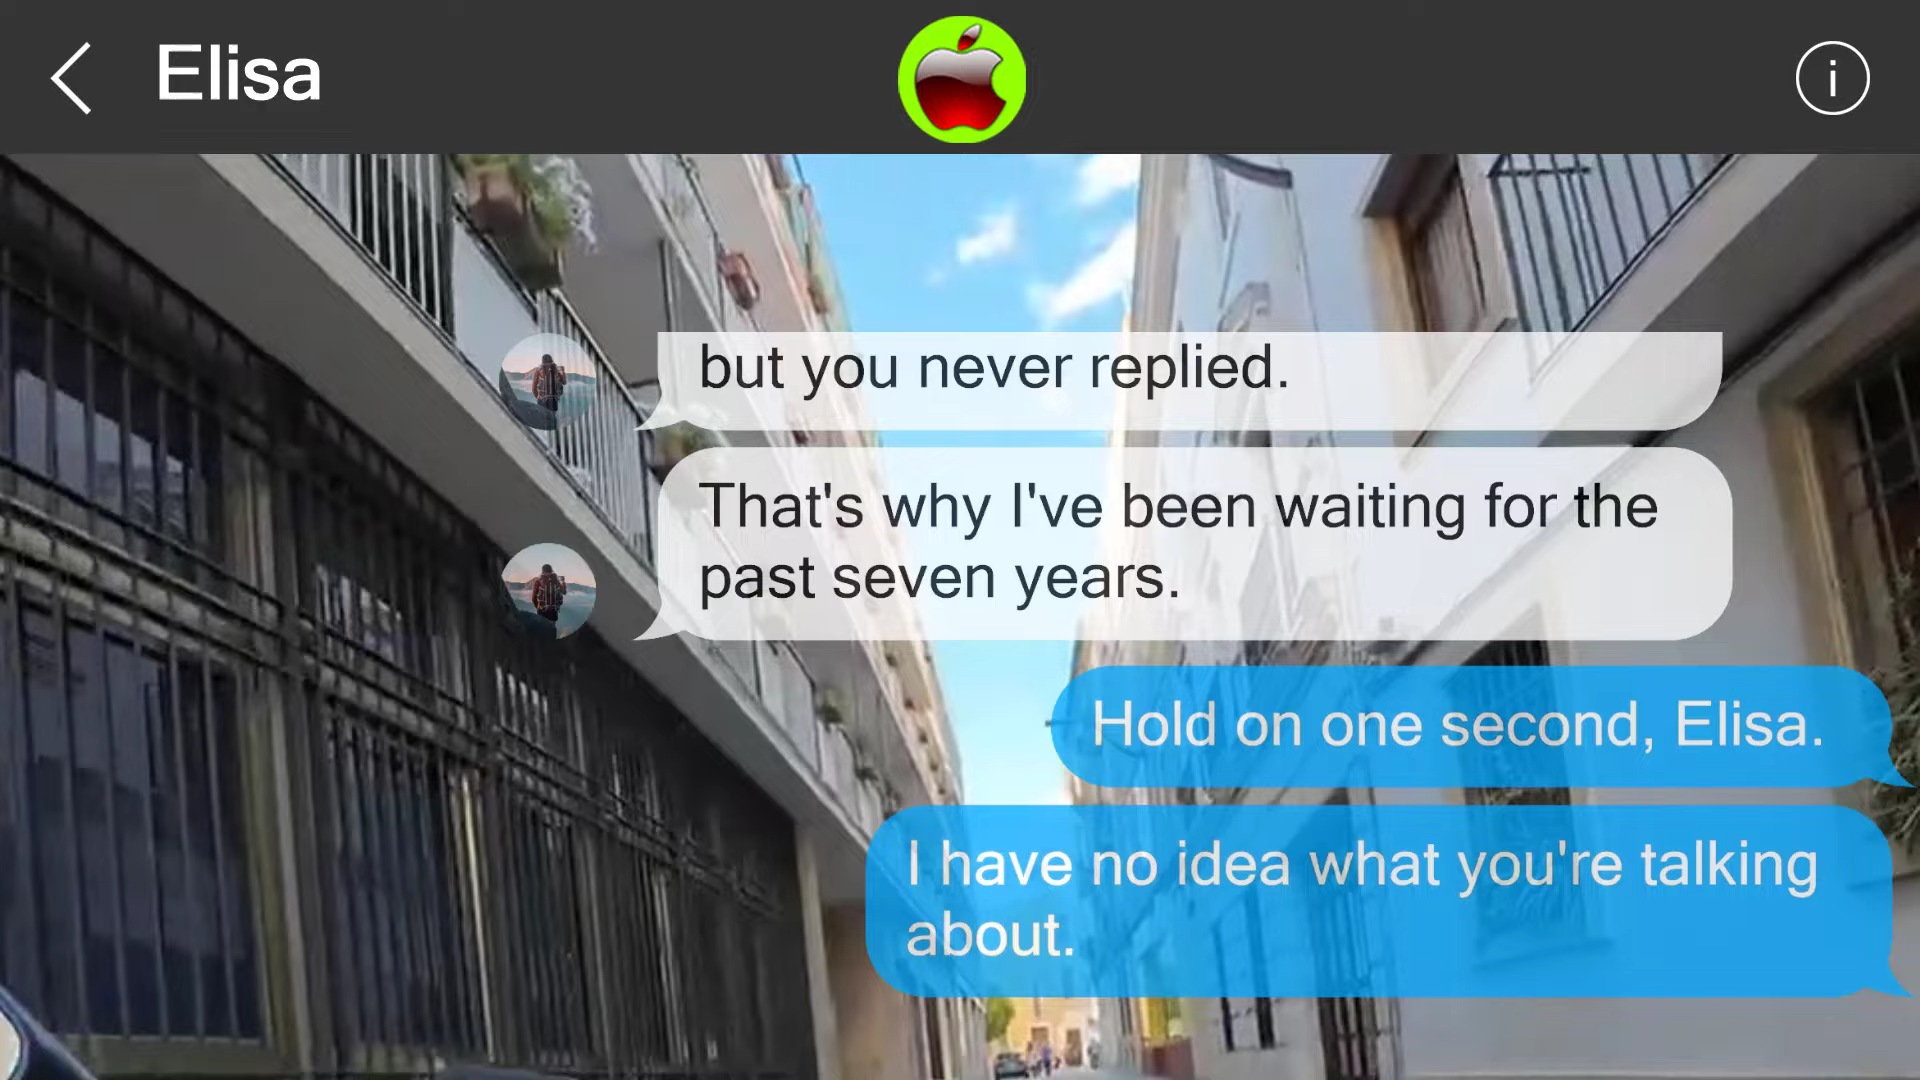 Elisa
but you never replied.
That's why I've been waiting for the
past seven years.
Hold on one second, Elisa.
I have no idea what you're talking
about.